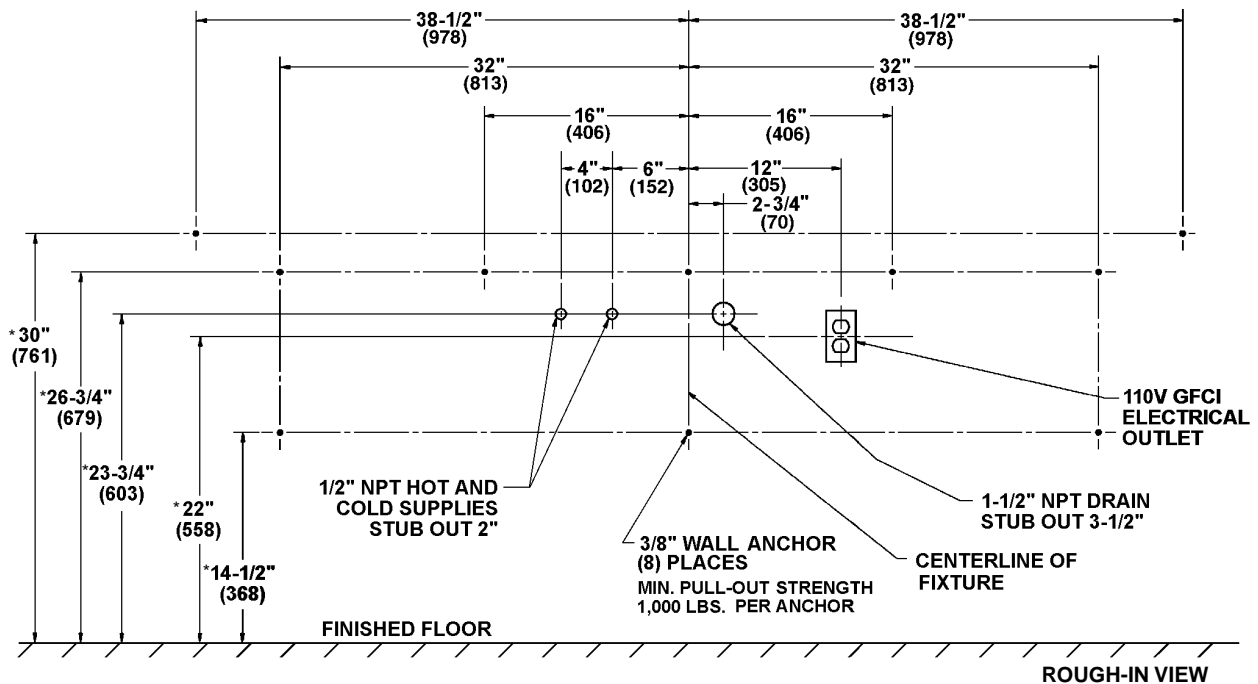 38-1/2" 38-1/2"
(978) (978)
32" 32"
(813) (813)
16" 16"
(406) (406)
4" 6" 12"
(102) (152) (305)
2-3/4"
(70)
*30"
(761)
*26-3/4"
(679)
*23-3/4"
(603)
*22"
(558)
*14-1/2"
(368)
110V GFCI
ELECTRICAL
OUTLET
1/2" NPT HOT AND
COLD SUPPLIES
STUB OUT 2"
1-1/2" NPT DRAIN
STUB OUT 3-1/2"
3/8" WALL ANCHOR
(8) PLACES
MIN. PULL-OUT STRENGTH
1,000 LBS. PER ANCHOR
CENTERLINE OF
FIXTURE
FINISHED FLOOR
ROUGH-IN VIEW